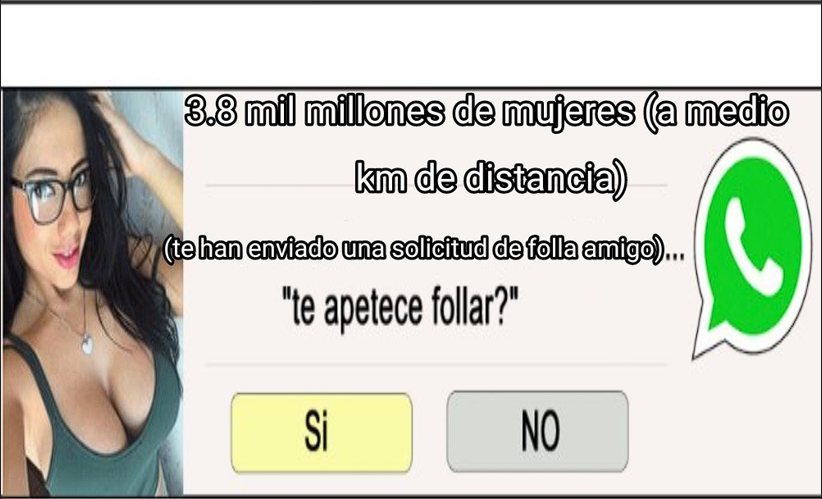 3.8 mil millones de mujeres (a medio
km de distancia)
(te han enviado una solicitud de folla amigo)...
"te apetece follar?"
Si
NO